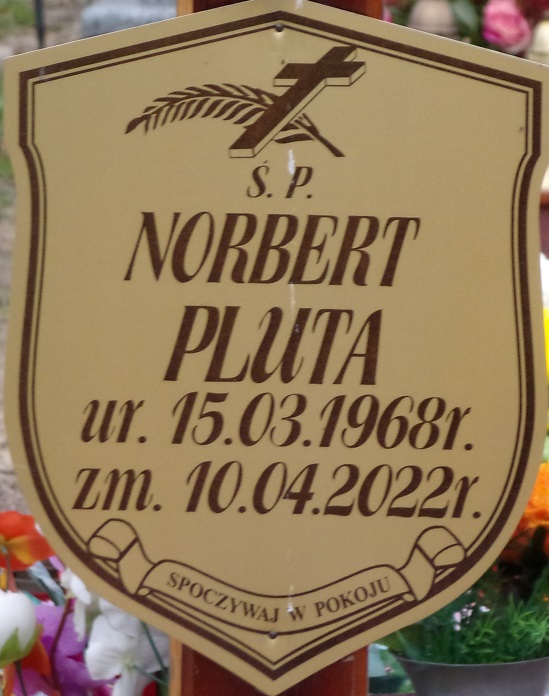 Ś. P.
NORBERT
PLUTA
ur. 15.03.1968r.
zm. 10.04.2022r.
SPOCZYWAJ W POKOJU